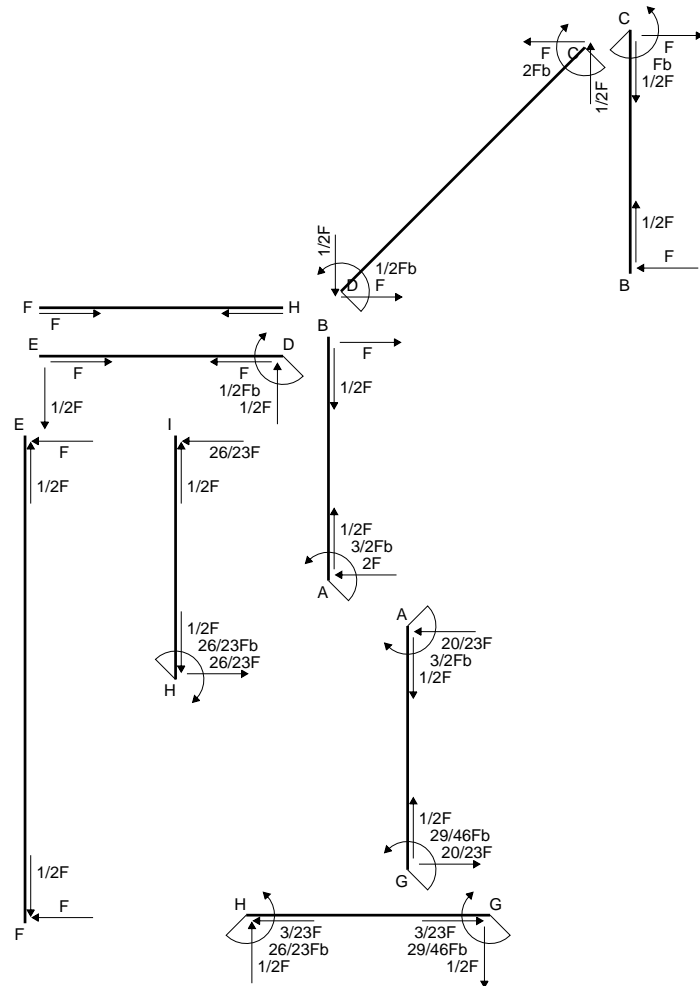 C
F
Fb
1/2F
1/2F
F
B
F
C
2Fb
1/2F
1/2F
1/2Fb
D
F
F
H
F
E
D
F
F
1/2Fb
1/2F
1/2F
B
F
1/2F
1/2F
3/2Fb
2F
A
E
F
1/2F
1/2F
F
F
I
26/23F
1/2F
1/2F
26/23Fb
26/23F
H
A
20/23F
3/2Fb
1/2F
1/2F
29/46Fb
20/23F
G
H
G
3/23F
26/23Fb
1/2F
3/23F
29/46Fb
1/2F